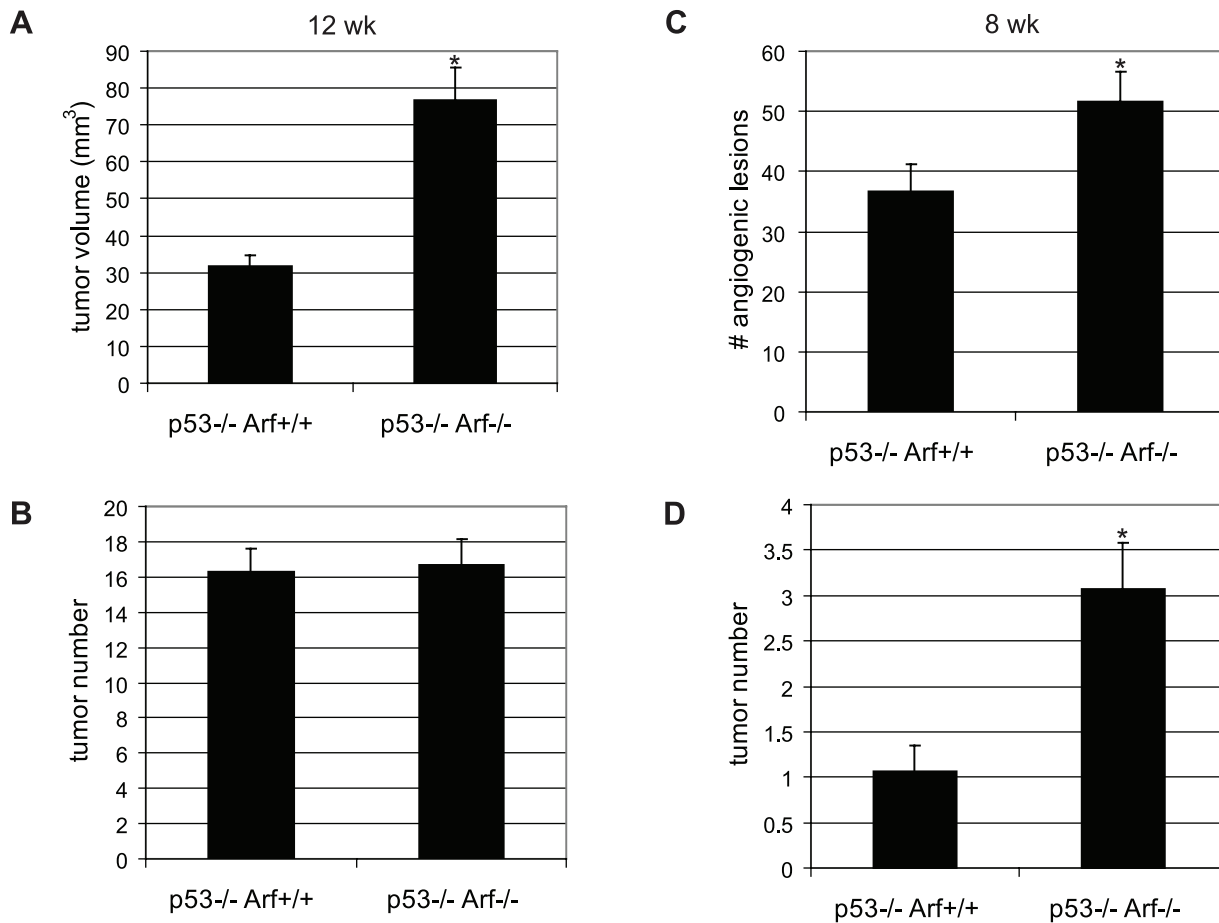 A
12 wk
tumor volume (mm³)
90
80
70
60
50
40
30
20
10
0
*
p53-/- Arf+/+
p53-/- Arf-/-
C
8 wk
# angiogenic lesions
60
50
40
30
20
10
0
*
p53-/- Arf+/+
p53-/- Arf-/-
B
tumor number
20
18
16
14
12
10
8
6
4
2
0
p53-/- Arf+/+
p53-/- Arf-/-
D
tumor number
4
3.5
3
2.5
2
1.5
1
0.5
0
*
p53-/- Arf+/+
p53-/- Arf-/-